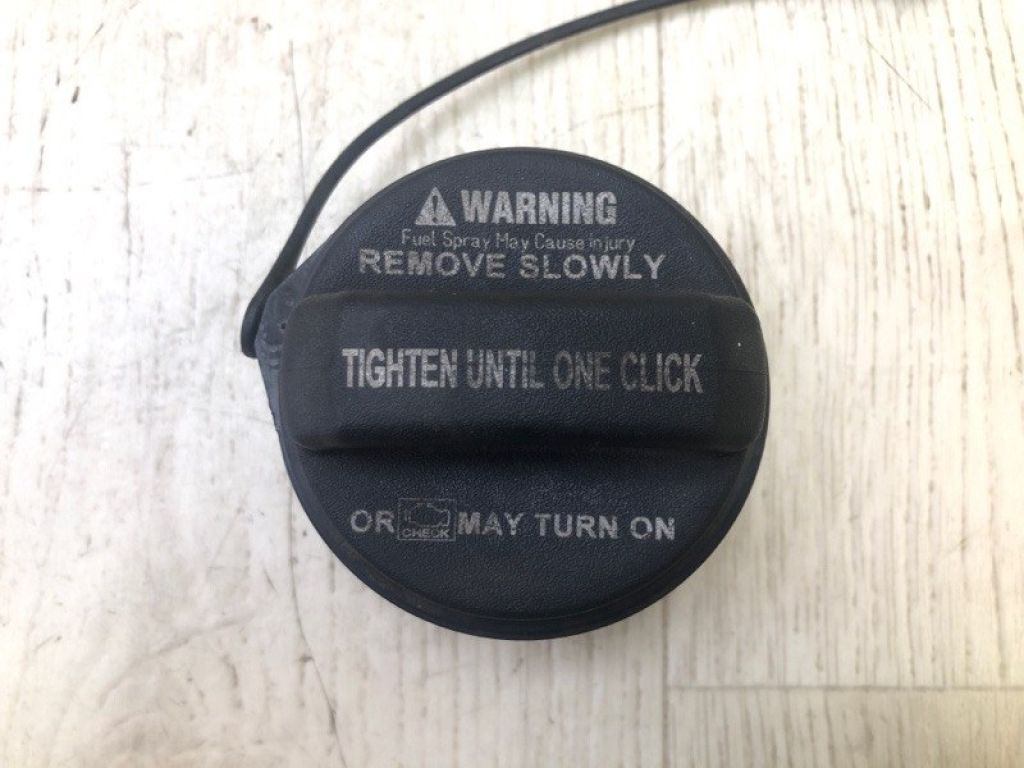 WARNING
Fuel Spray May Cause injury
REMOVE SLOWLY
TIGHTEN UNTIL ONE CLICK
OR CHECK MAY TURN ON